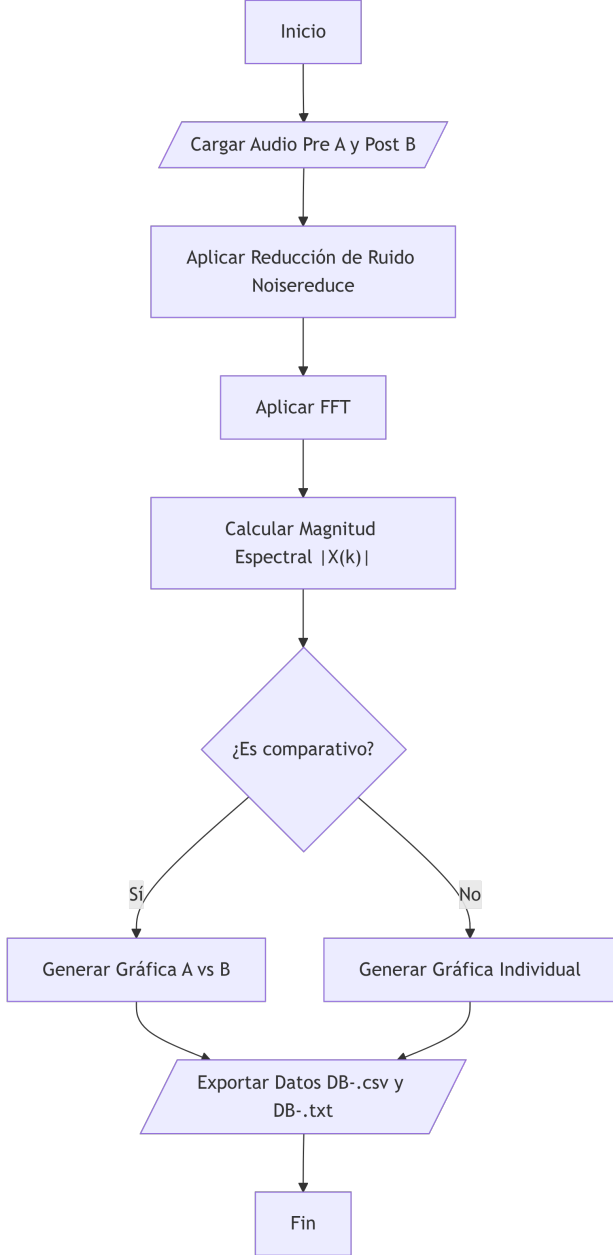 Inicio
Cargar Audio Pre A y Post B
Aplicar Reducción de Ruido
Noisereduce
Aplicar FFT
Calcular Magnitud
Espectral |X(k)|
¿Es comparativo?
Sí
No
Generar Gráfica A vs B
Generar Gráfica Individual
Exportar Datos DB-.csv y
DB-.txt
Fin